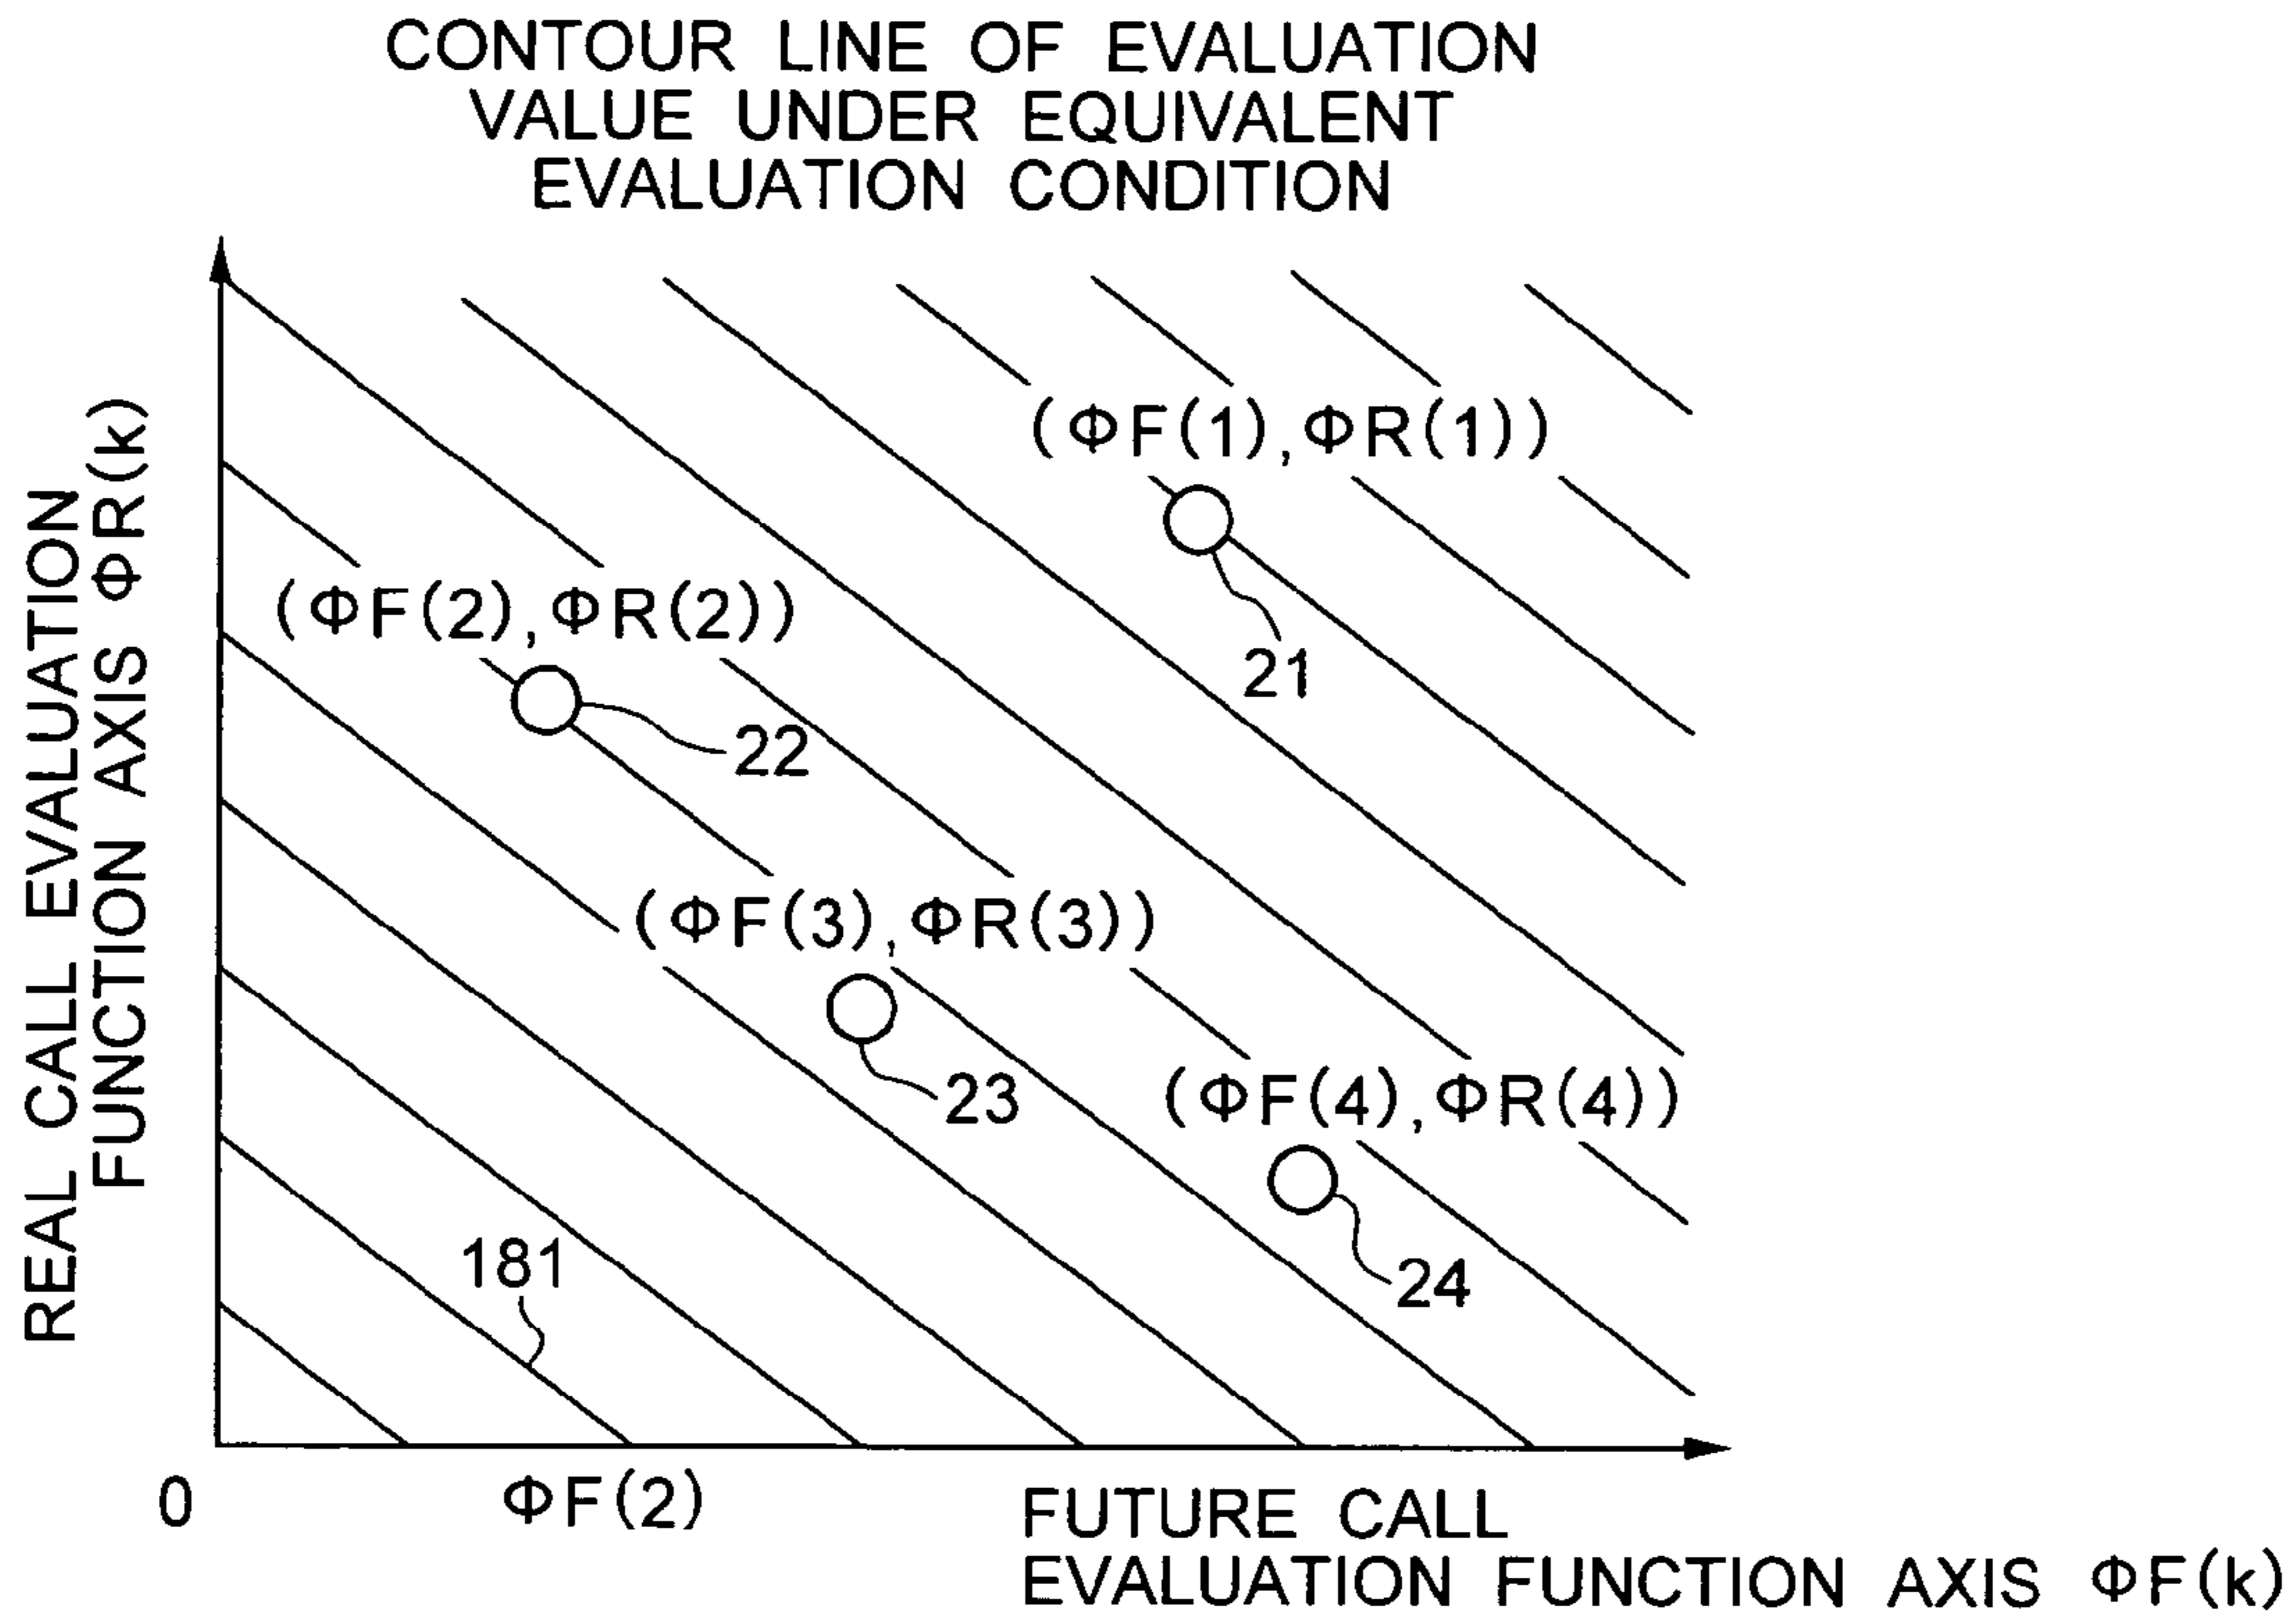 CONTOUR LINE OF EVALUATION
VALUE UNDER EQUIVALENT
EVALUATION CONDITION
REAL CALL EVALUATION
FUNCTION AXIS ΦR(k)
(ΦF(1),ΦR(1))
21
(ΦF(2),ΦR(2))
22
(ΦF(3),ΦR(3))
23
(ΦF(4),ΦR(4))
24
181
0
ΦF(2)
FUTURE CALL
EVALUATION FUNCTION AXIS ΦF(k)